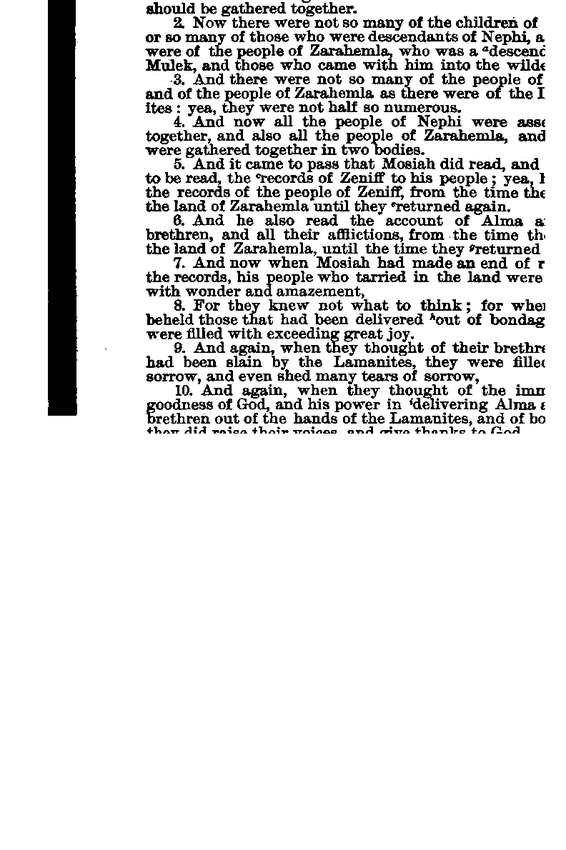 should be gathered together.
2. Now there were not so many of the children of
or so many of those who were descendants of Nephi, a
were of the people of Zarahemla, who was a ᵃdescenc
Mulek, and those who came with him into the wilde
3. And there were not so many of the people of
and of the people of Zarahemla as there were of the
ites: yea, they were not half so numerous.
4. And now all the people of Nephi were asse
together, and also all the people of Zarahemla, and
were gathered together in two bodies.
5. And it came to pass that Mosiah did read, and
to be read, the ᶜrecords of Zeniff to his people; yea,
the records of the people of Zeniff, from the time the
the land of Zarahemla until they ᵉreturned again.
6. And he also read the account of Alma a
brethren, and all their afflictions, from the time th
the land of Zarahemla, until the time they ᵍreturned
7. And now when Mosiah had made an end of r
the records, his people who tarried in the land were
with wonder and amazement,
8. For they knew not what to think; for when
beheld those that had been delivered ʰout of bondag
were filled with exceeding great joy.
9. And again, when they thought of their brethre
had been slain by the Lamanites, they were filled
sorrow, and even shed many tears of sorrow,
10. And again, when they thought of the imm
goodness of God, and his power in ⁱdelivering Alma a
brethren out of the hands of the Lamanites, and of bo
they did raise their voices, and give thanks to God